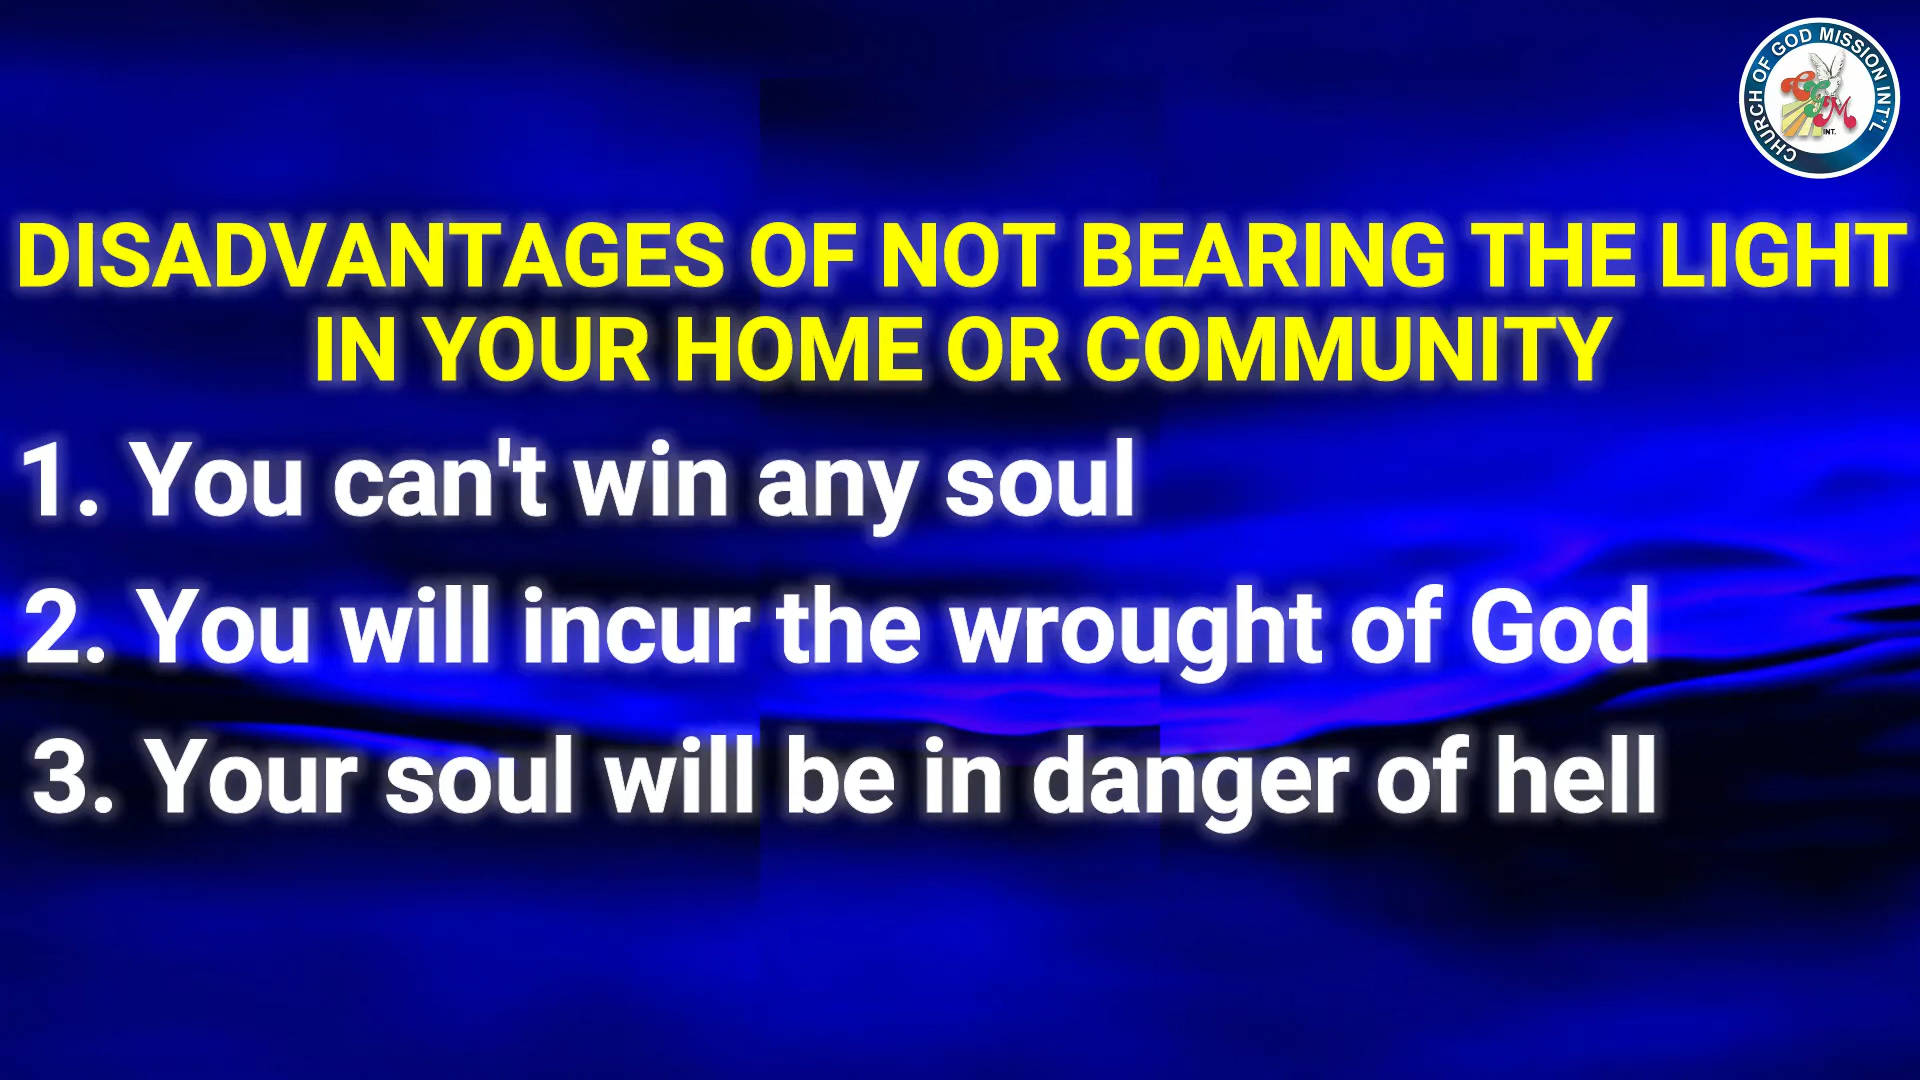 CHURCH OF GOD MISSION INT'L
CGM
INT.
DISADVANTAGES OF NOT BEARING THE LIGHT
IN YOUR HOME OR COMMUNITY
1. You can't win any soul
2. You will incur the wrought of God
3. Your soul will be in danger of hell